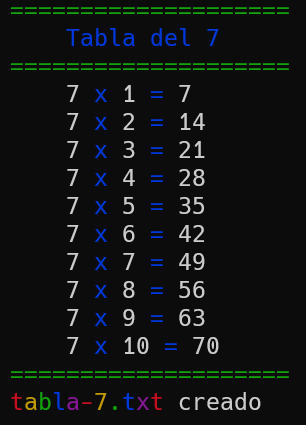 ====================
Tabla del 7
====================
7 x 1 = 7
7 x 2 = 14
7 x 3 = 21
7 x 4 = 28
7 x 5 = 35
7 x 6 = 42
7 x 7 = 49
7 x 8 = 56
7 x 9 = 63
7 x 10 = 70
====================
tabla-7.txt creado